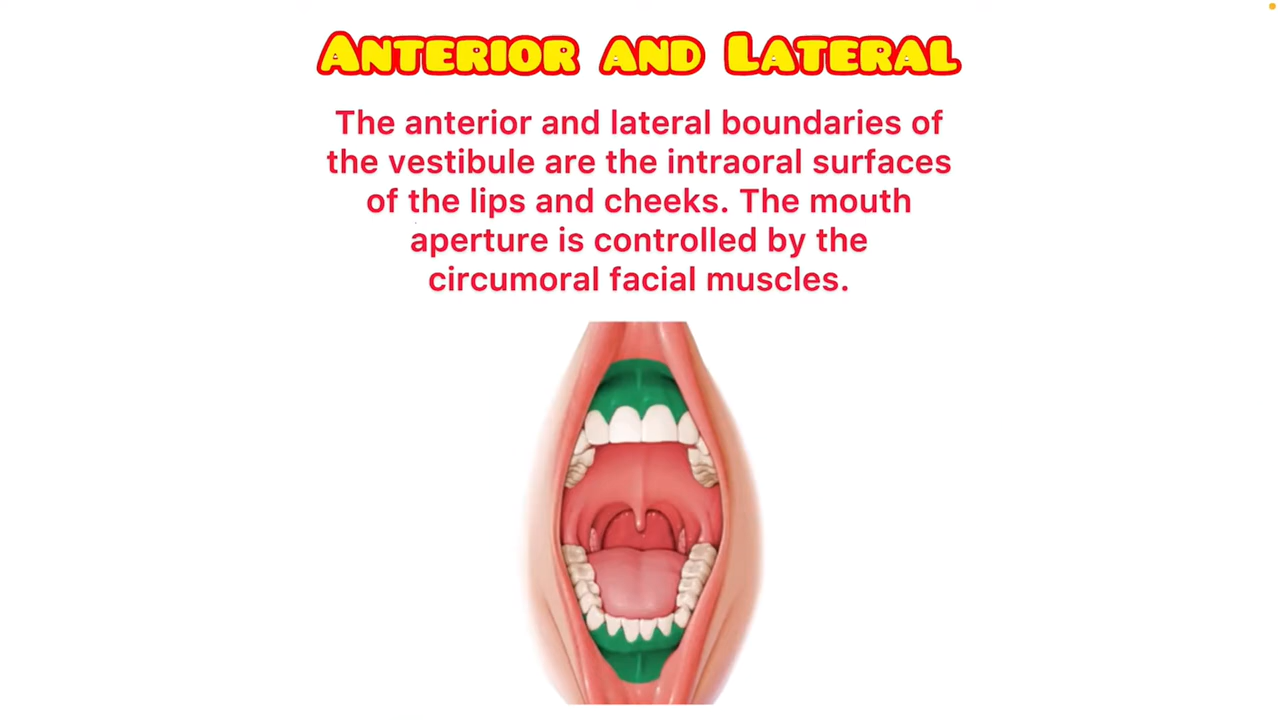 ANTERIOR AND LATERAL
The anterior and lateral boundaries of
the vestibule are the intraoral surfaces
of the lips and cheeks. The mouth
aperture is controlled by the
circumoral facial muscles.